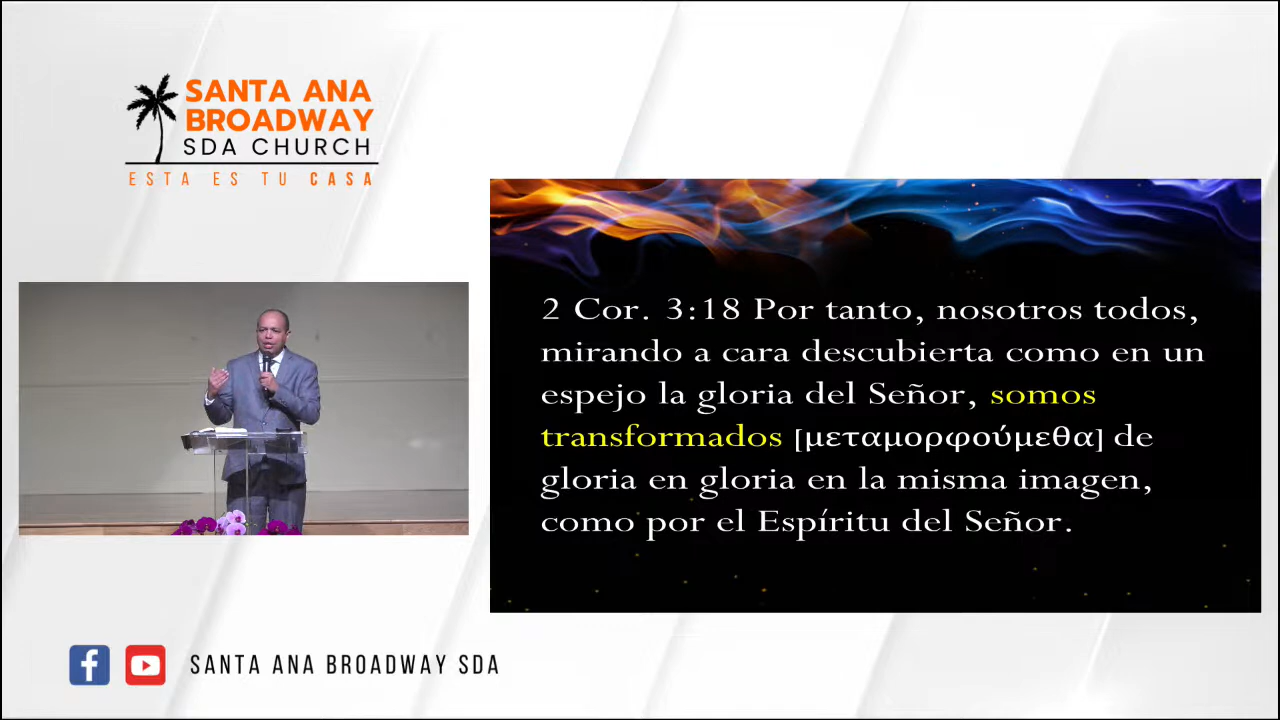 SANTA ANA
BROADWAY
SDA CHURCH
ESTA ES TU CASA
2 Cor. 3:18 Por tanto, nosotros todos,
mirando a cara descubierta como en un
espejo la gloria del Señor, somos
transformados [μεταμορφούμεθα] de
gloria en gloria en la misma imagen,
como por el Espíritu del Señor.
SANTA ANA BROADWAY SDA